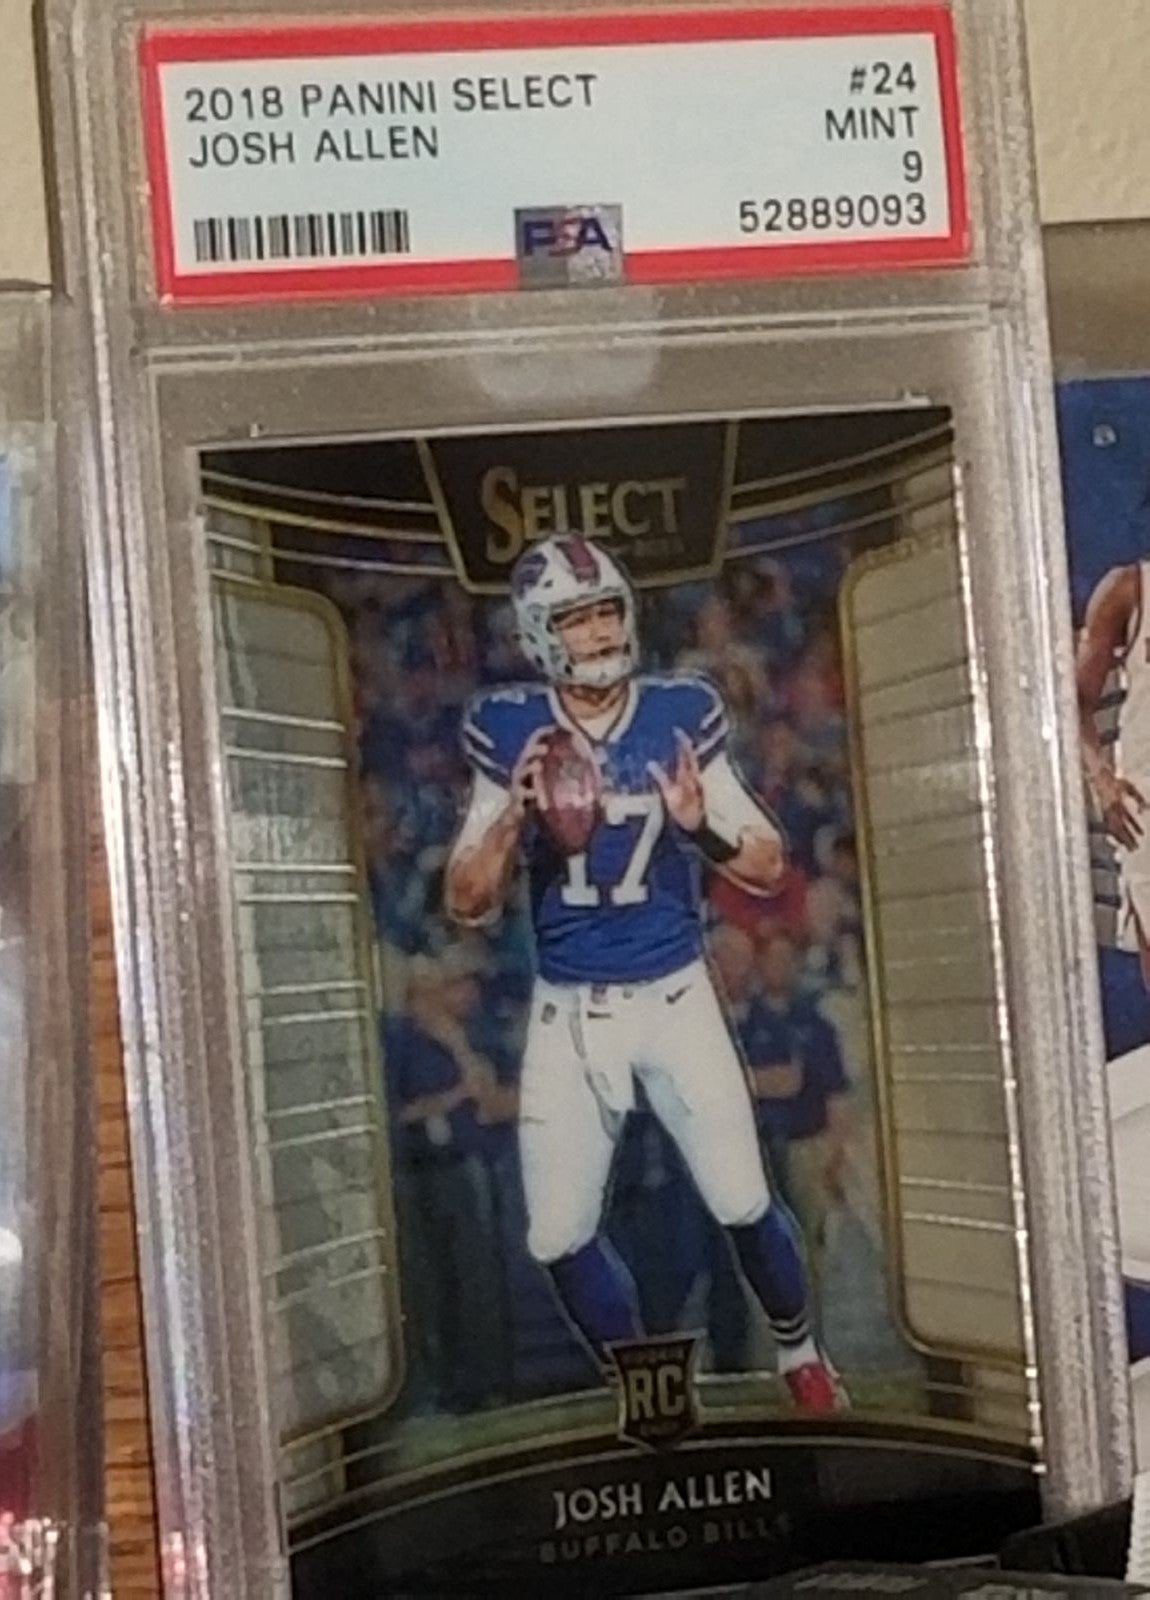 2018 PANINI SELECT #24
JOSH ALLEN MINT
9
PSA 52889093
SELECT
17
RC
JOSH ALLEN
BUFFALO BILLS